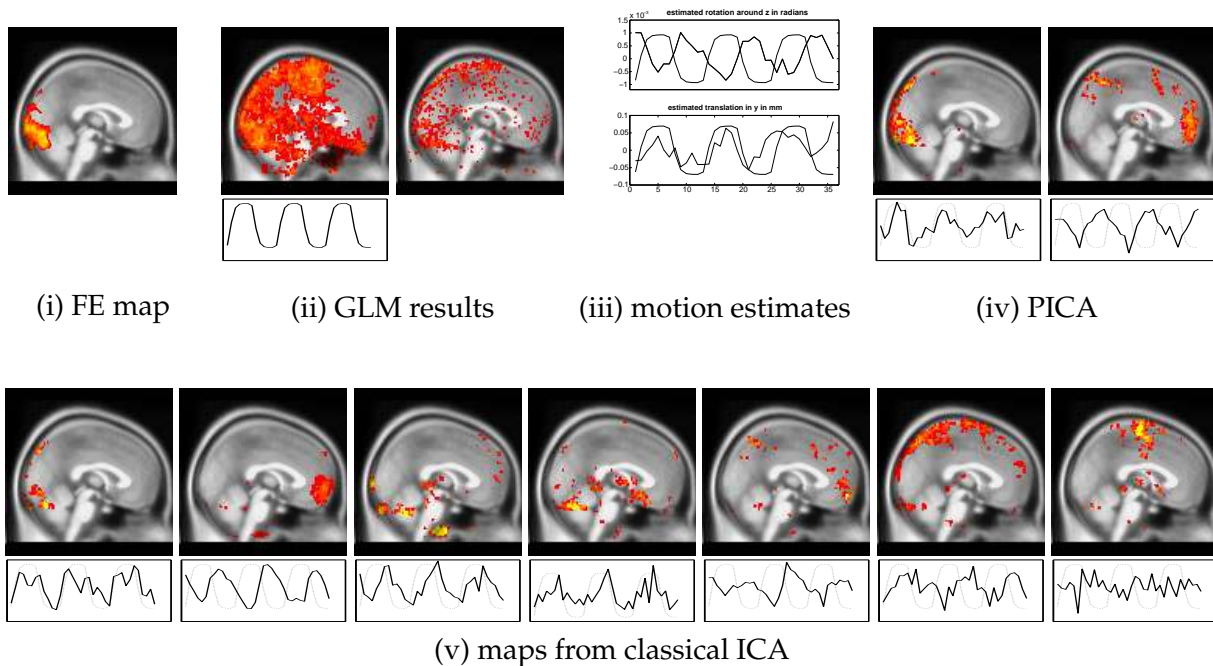 x 10⁻³ estimated rotation around z in radians
1.5
1
0.5
0
−0.5
−1
estimated translation in y in mm
0.1
0.05
0
−0.05
−0.1
0 5 10 15 20 25 30 35
(i) FE map (ii) GLM results (iii) motion estimates (iv) PICA
(v) maps from classical ICA